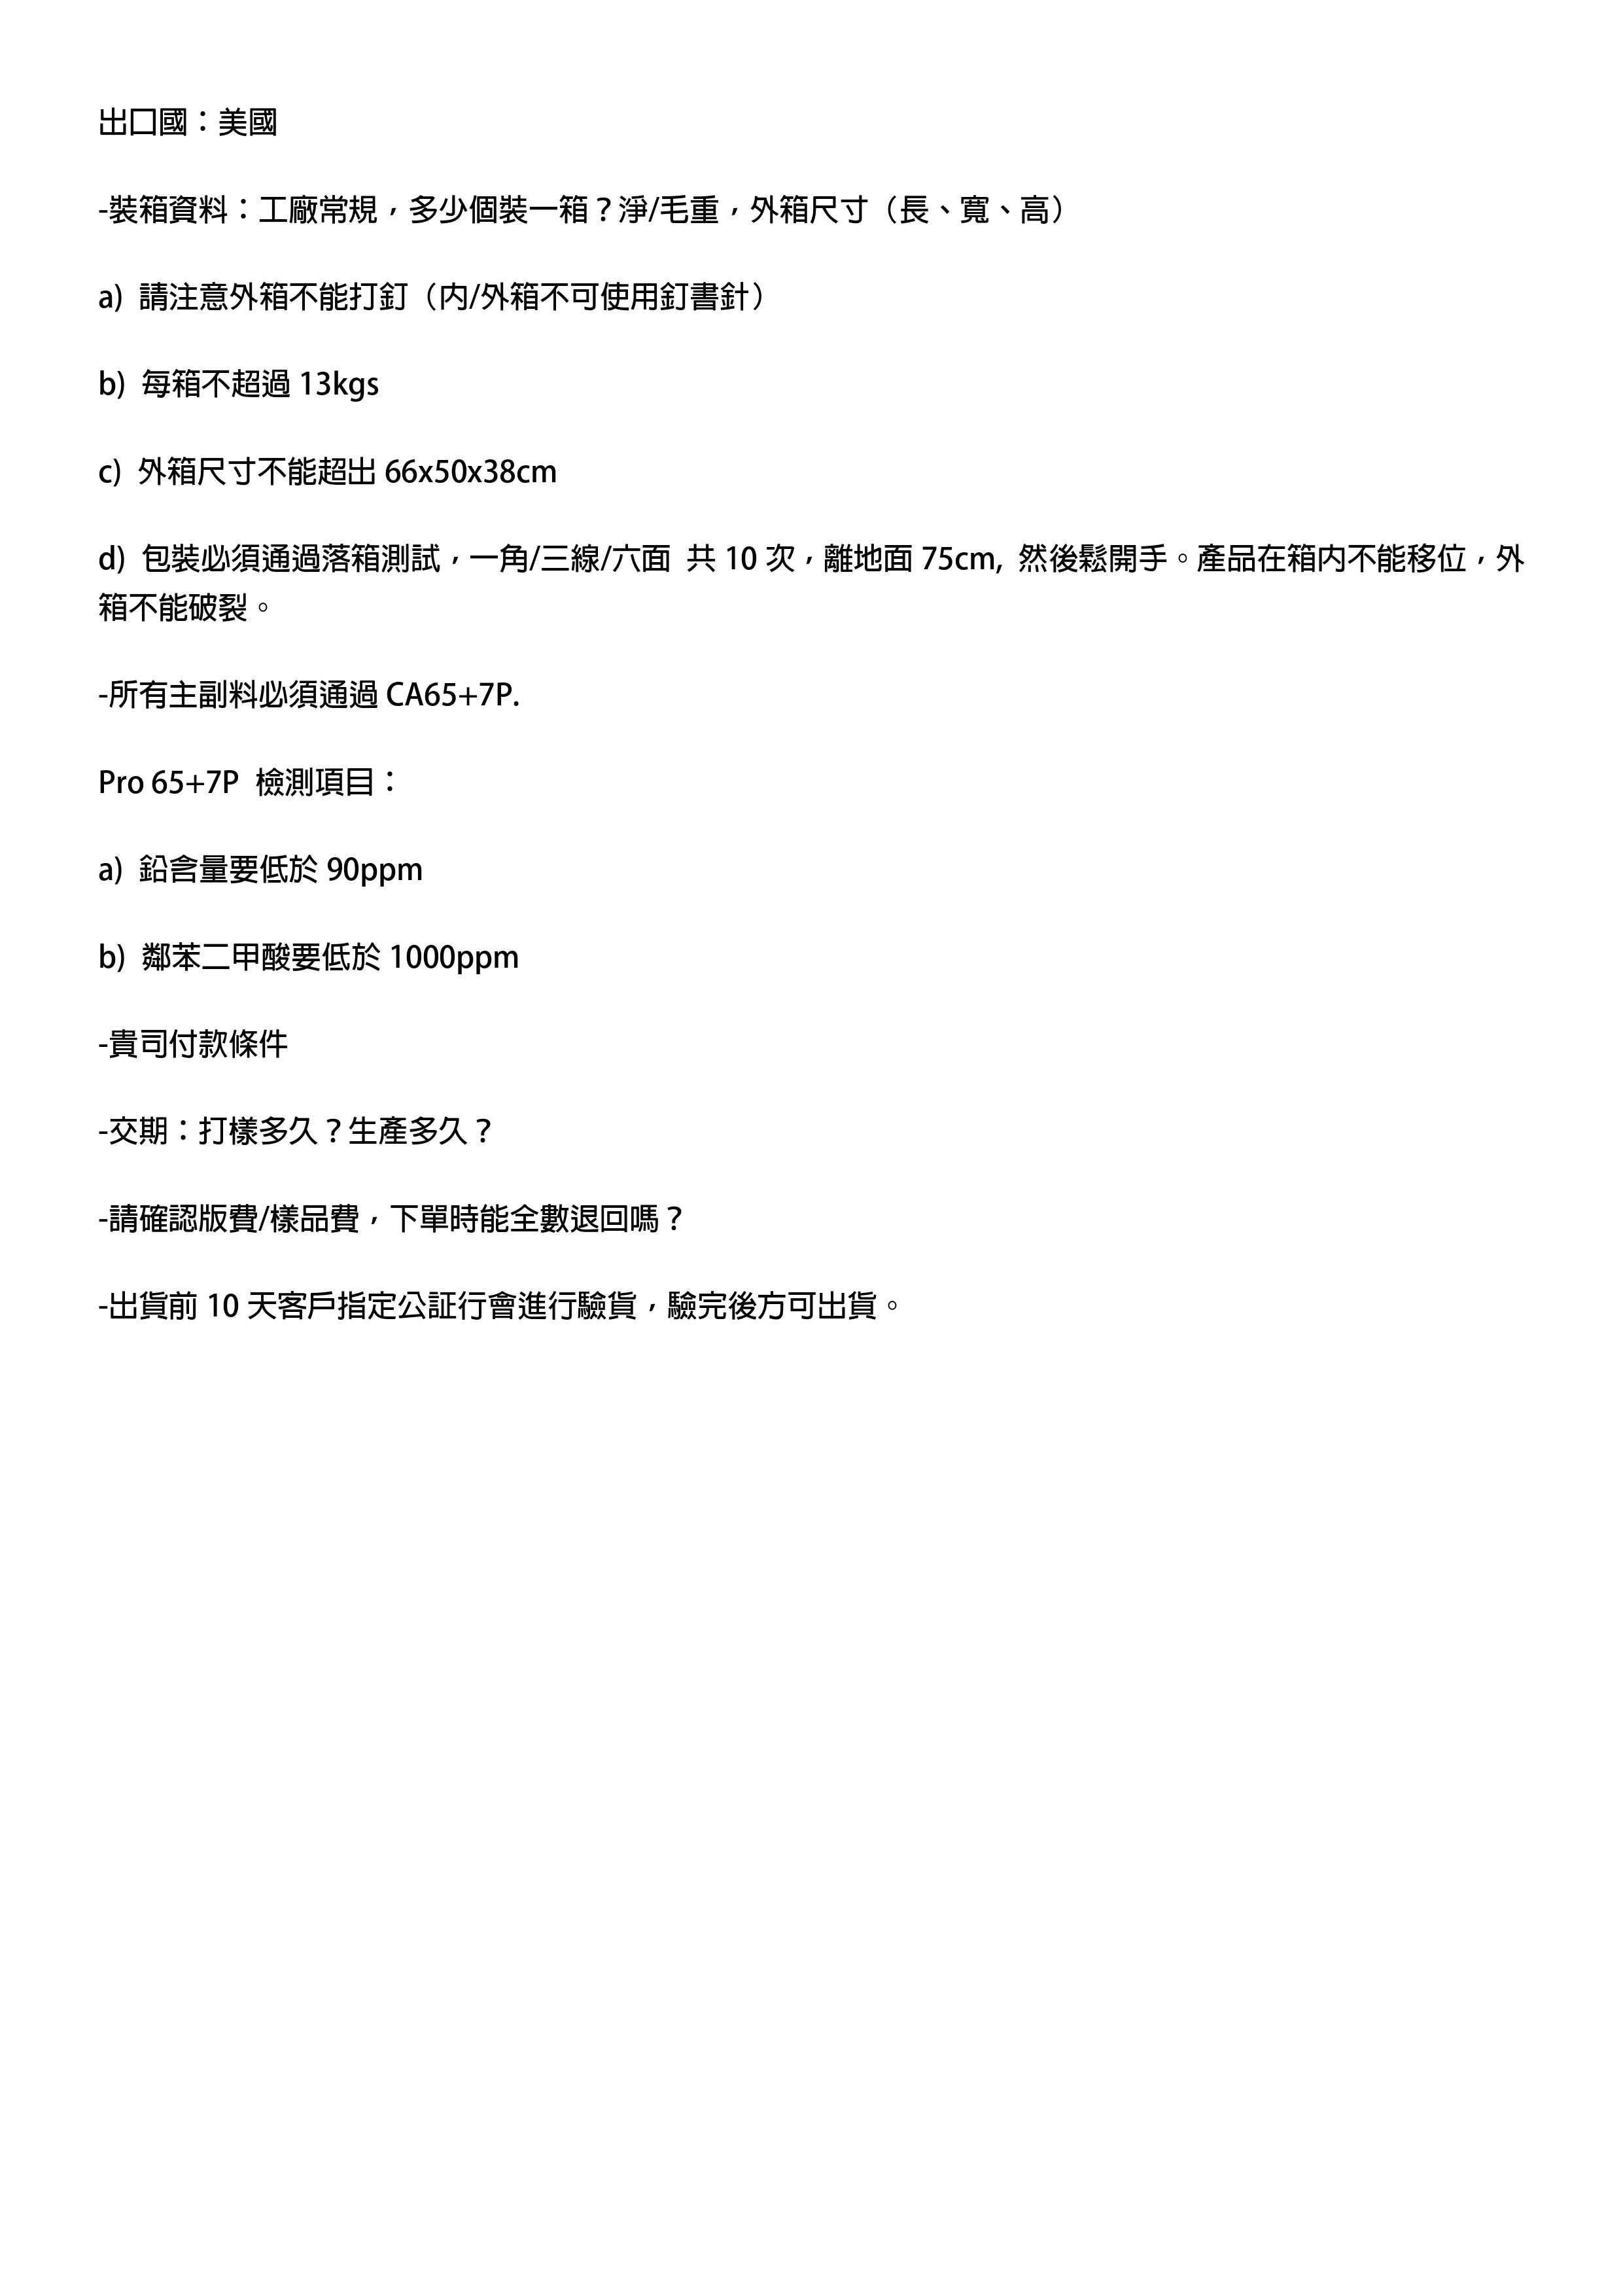 出口國：美國
-裝箱資料：工廠常規，多少個裝一箱？淨/毛重，外箱尺寸（長、寬、高）
a) 請注意外箱不能打釘（内/外箱不可使用釘書針）
b) 每箱不超過 13kgs
c) 外箱尺寸不能超出 66x50x38cm
d) 包裝必須通過落箱測試，一角/三線/六面 共 10 次，離地面 75cm, 然後鬆開手。產品在箱内不能移位，外
箱不能破裂。
-所有主副料必須通過 CA65+7P.
Pro 65+7P 檢測項目：
a) 鉛含量要低於 90ppm
b) 鄰苯二甲酸要低於 1000ppm
-貴司付款條件
-交期：打樣多久？生產多久？
-請確認版費/樣品費，下單時能全數退回嗎？
-出貨前 10 天客戶指定公証行會進行驗貨，驗完後方可出貨。